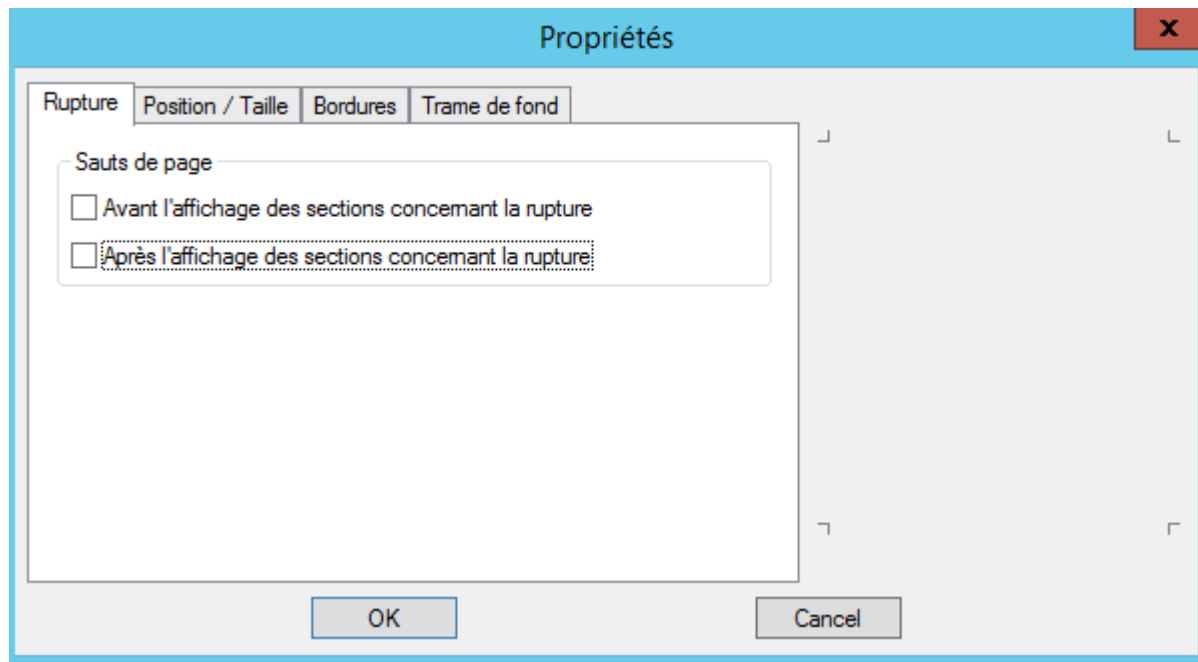 Propriétés
x
Rupture Position / Taille Bordures Trame de fond
Sauts de page
Avant l'affichage des sections concernant la rupture
Après l'affichage des sections concernant la rupture
OK Cancel